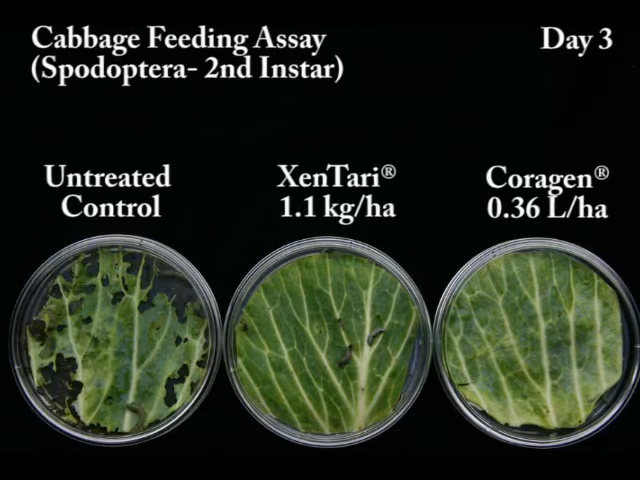 Cabbage Feeding Assay
(Spodoptera- 2nd Instar)
Day 3
Untreated
Control
XenTari®
1.1 kg/ha
Coragen®
0.36 L/ha